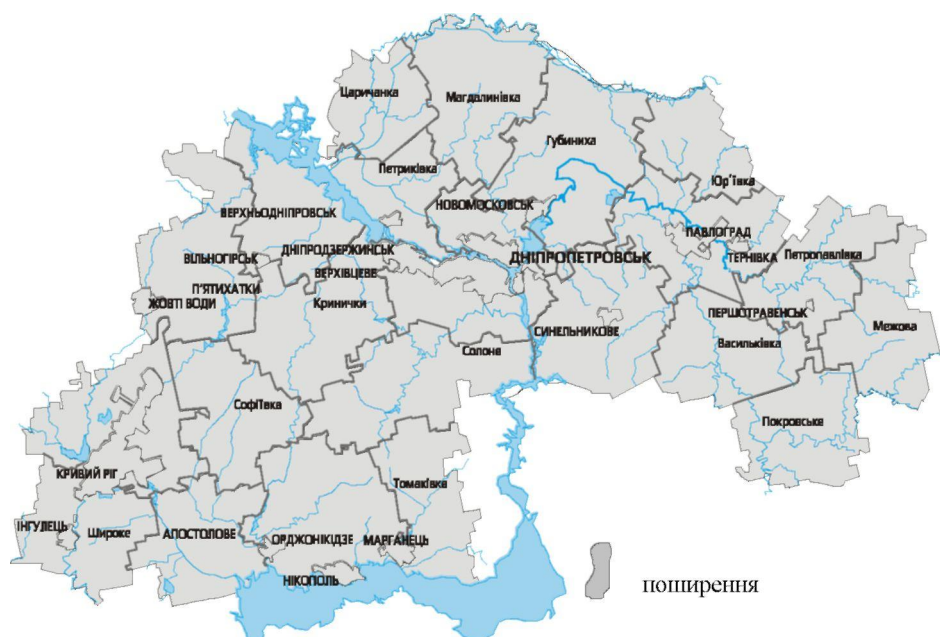 Царичанка
Магдалинівка
Губиниха
Петриківка
Юр'ївка
НОВОМОСКОВСЬК
ВЕРХНЬОДНІПРОВСЬК
ПАВЛОГРАД
ДНІПРОДЗЕРЖИНСЬК
ДНІПРОПЕТРОВСЬК
ТЕРНІВКА
Петропавлівка
ВІЛЬНОГІРСЬК
ВЕРХІВЦЕВЕ
П'ЯТИХАТКИ
ЖОВТІ ВОДИ
Кринички
ПЕРШОТРАВЕНСЬК
Межова
СИНЕЛЬНИКОВЕ
Васильківка
Солоне
Софіївка
Покровське
КРИВИЙ РІГ
Томаківка
ІНГУЛЕЦЬ
Широке
АПОСТОЛОВЕ
ОРДЖОНІКІДЗЕ
МАРГАНЕЦЬ
НІКОПОЛЬ
поширення